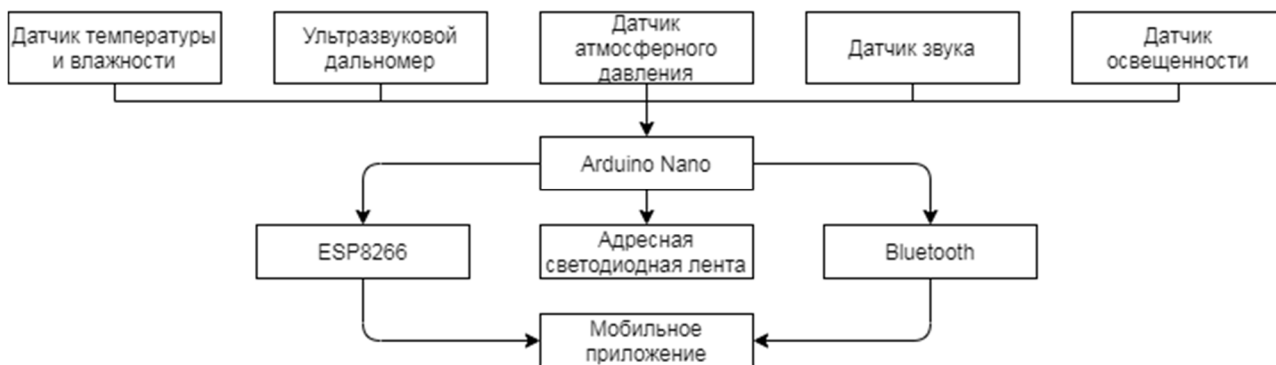 Датчик температуры
и влажности
Ультразвуковой
дальномер
Датчик
атмосферного
давления
Датчик звука
Датчик
освещенности
Arduino Nano
ESP8266
Адресная
светодиодная лента
Bluetooth
Мобильное
приложение